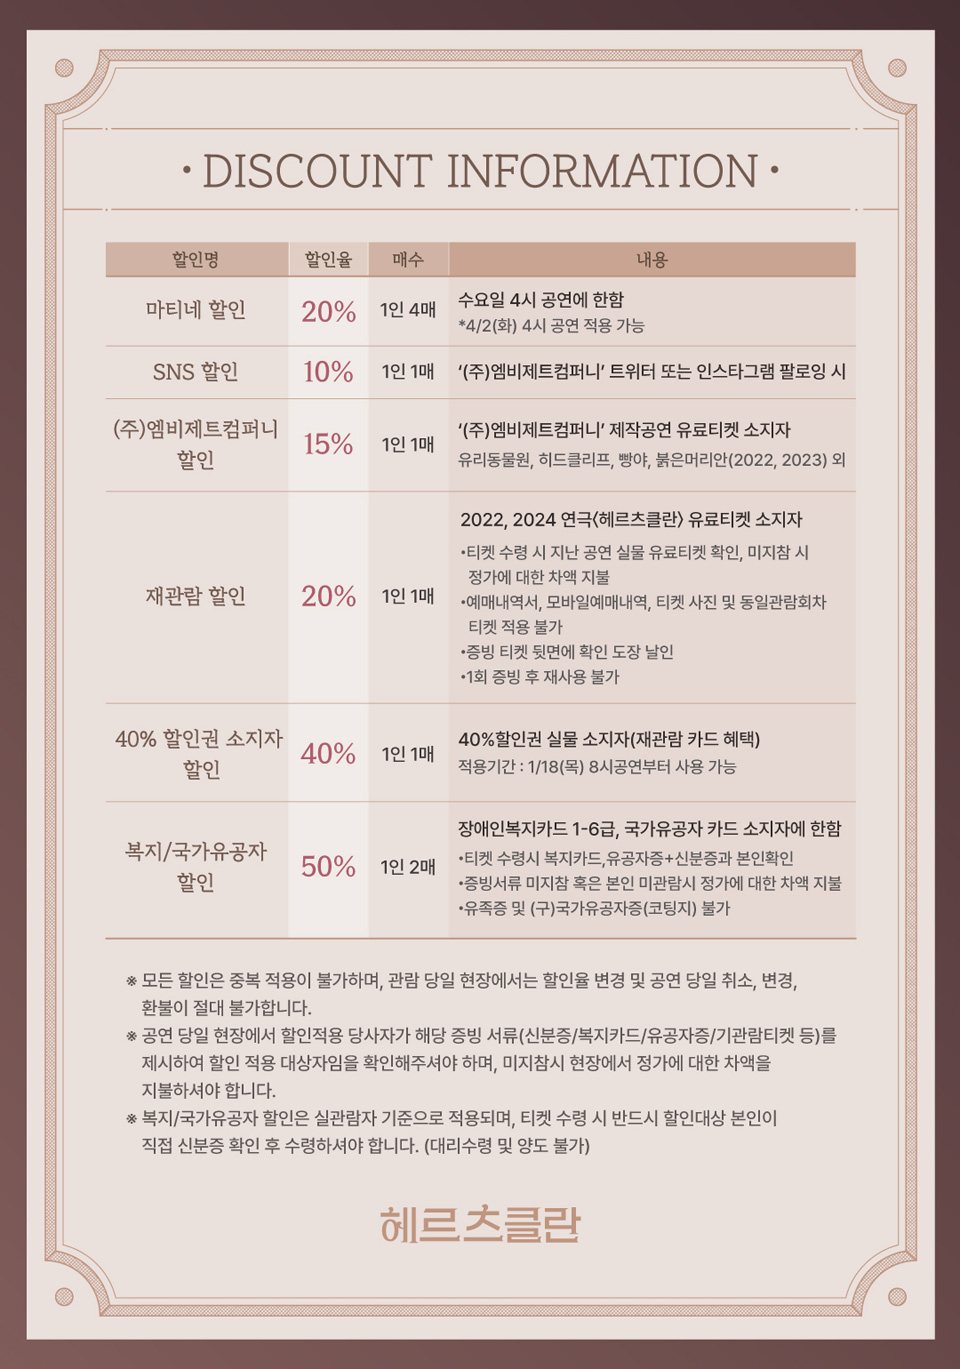 • DISCOUNT INFORMATION •
할인명 할인율 매수 내용
마티네 할인 20% 1인 4매 수요일 4시 공연에 한함
*4/2(화) 4시 공연 적용 가능
SNS 할인 10% 1인 1매 ‘(주)엠비제트컴퍼니’ 트위터 또는 인스타그램 팔로잉 시
(주)엠비제트컴퍼니
할인 15% 1인 1매 ‘(주)엠비제트컴퍼니’ 제작공연 유료티켓 소지자
유리동물원, 히드클리프, 빵야, 붉은머리안(2022, 2023) 외
재관람 할인 20% 1인 1매 2022, 2024 연극〈헤르츠클란〉 유료티켓 소지자
•티켓 수령 시 지난 공연 실물 유료티켓 확인, 미지참 시
정가에 대한 차액 지불
•예매내역서, 모바일예매내역, 티켓 사진 및 동일관람회차
티켓 적용 불가
•증빙 티켓 뒷면에 확인 도장 날인
•1회 증빙 후 재사용 불가
40% 할인권 소지자
할인 40% 1인 1매 40%할인권 실물 소지자(재관람 카드 혜택)
적용기간 : 1/18(목) 8시공연부터 사용 가능
복지/국가유공자
할인 50% 1인 2매 장애인복지카드 1-6급, 국가유공자 카드 소지자에 한함
•티켓 수령시 복지카드,유공자증+신분증과 본인확인
•증빙서류 미지참 혹은 본인 미관람시 정가에 대한 차액 지불
•유족증 및 (구)국가유공자증(코팅지) 불가
※ 모든 할인은 중복 적용이 불가하며, 관람 당일 현장에서는 할인율 변경 및 공연 당일 취소, 변경,
환불이 절대 불가합니다.
※ 공연 당일 현장에서 할인적용 당사자가 해당 증빙 서류(신분증/복지카드/유공자증/기관람티켓 등)를
제시하여 할인 적용 대상자임을 확인해주셔야 하며, 미지참시 현장에서 정가에 대한 차액을
지불하셔야 합니다.
※ 복지/국가유공자 할인은 실관람자 기준으로 적용되며, 티켓 수령 시 반드시 할인대상 본인이
직접 신분증 확인 후 수령하셔야 합니다. (대리수령 및 양도 불가)
헤르츠클란